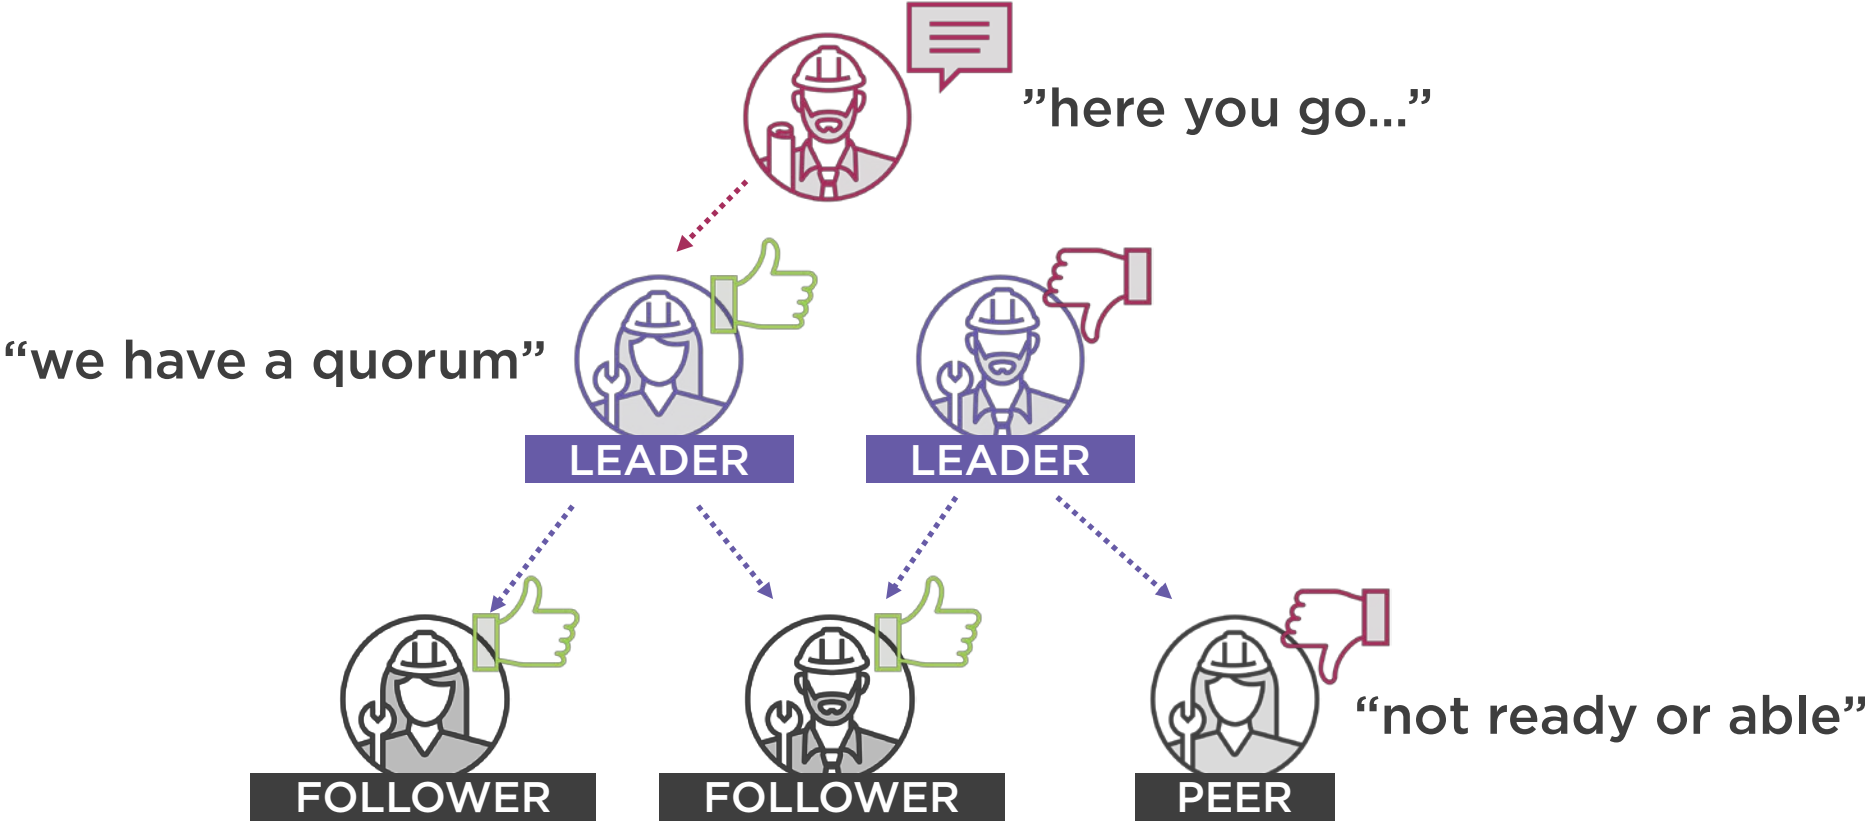 ”here you go...”
“we have a quorum”
LEADER
LEADER
FOLLOWER
FOLLOWER
PEER
“not ready or able”